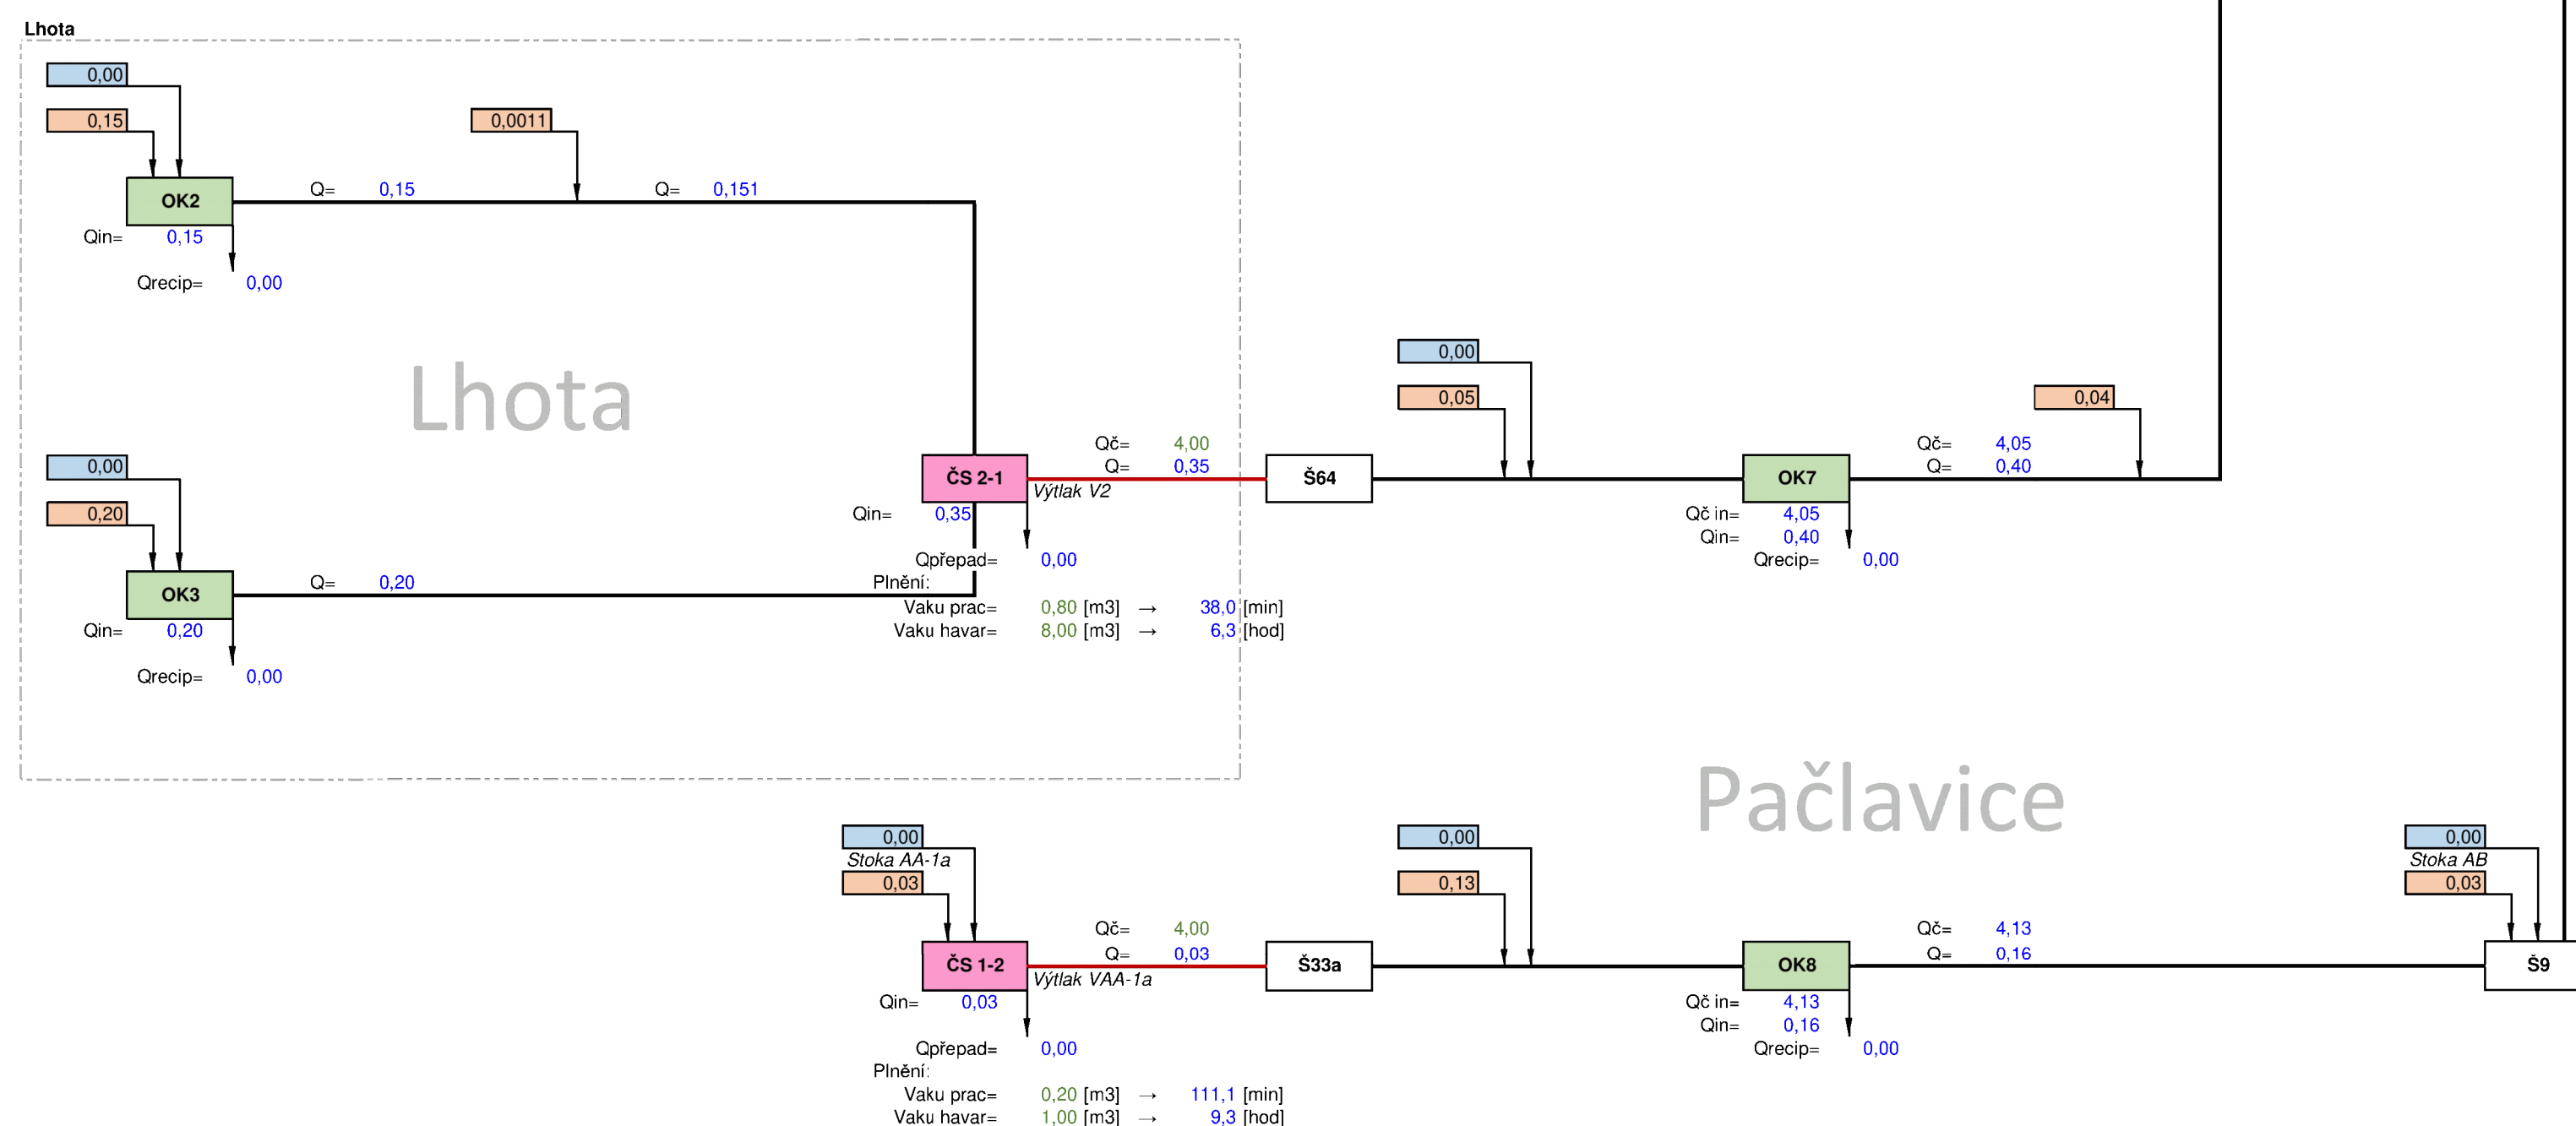 Lhota
0,00
0,15
0,0011
OK2
Q= 0,15
Q= 0,151
Qin= 0,15
Qrecip= 0,00
Lhota
0,00
0,20
OK3
Q= 0,20
Qin= 0,20
Qrecip= 0,00
ČS 2-1
Qč= 4,00
Q= 0,35
Výtlak V2
Qin= 0,35
Qpřepad= 0,00
Plnění:
Vaku prac= 0,80 [m3] → 38,0 [min]
Vaku havar= 8,00 [m3] → 6,3 [hod]
Š64
0,00
0,05
OK7
Qč= 4,05
Q= 0,40
0,04
Qč in= 4,05
Qin= 0,40
Qrecip= 0,00
Pačlavice
0,00
Stoka AA-1a
0,03
ČS 1-2
Qč= 4,00
Q= 0,03
Výtlak VAA-1a
Qin= 0,03
Qpřepad= 0,00
Plnění:
Vaku prac= 0,20 [m3] → 111,1 [min]
Vaku havar= 1,00 [m3] → 9,3 [hod]
Š33a
0,00
0,13
OK8
Qč= 4,13
Q= 0,16
Qč in= 4,13
Qin= 0,16
Qrecip= 0,00
0,00
Stoka AB
0,03
Š9